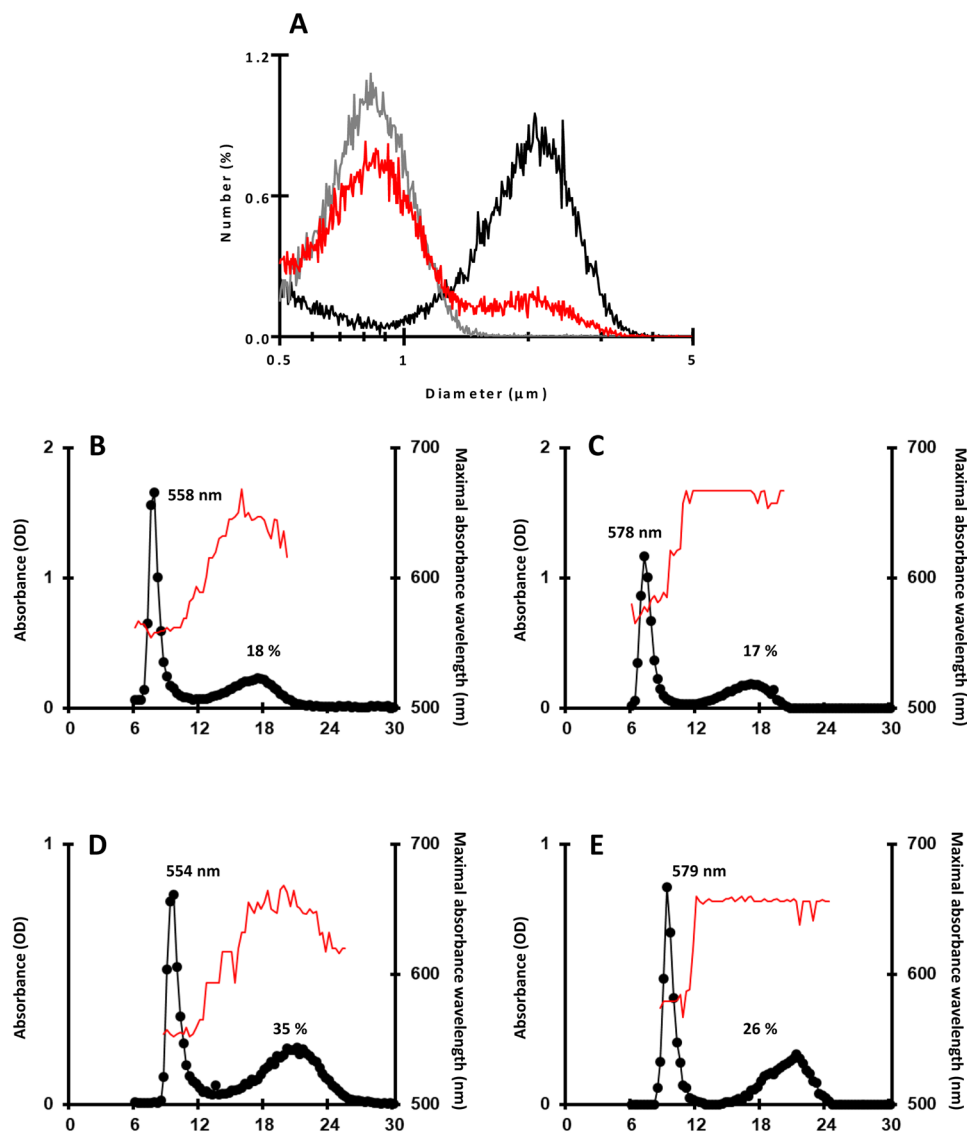 A
1.2
0.6
0.0
Number (%)
0.5
1
5
Diameter (µm)
B
2
1
0
Absorbance (OD)
558 nm
18 %
700
600
500
Maximal absorbance wavelength (nm)
0 6 12 18 24 30
C
2
1
0
Absorbance (OD)
578 nm
17 %
700
600
500
Maximal absorbance wavelength (nm)
0 6 12 18 24 30
D
1
0
Absorbance (OD)
554 nm
35 %
700
600
500
Maximal absorbance wavelength (nm)
0 6 12 18 24 30
E
1
0
Absorbance (OD)
579 nm
26 %
700
600
500
Maximal absorbance wavelength (nm)
0 6 12 18 24 30